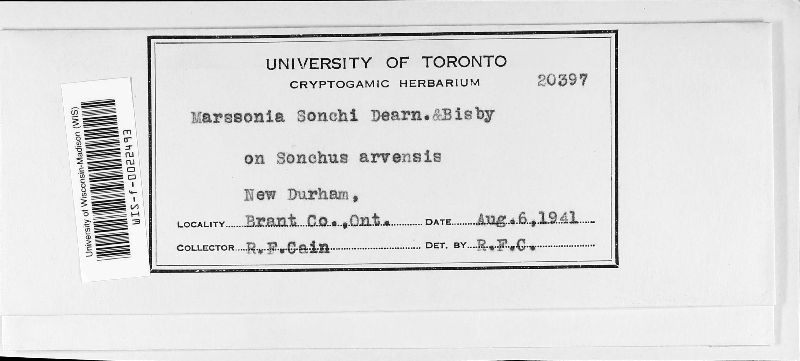 UNIVERSITY OF TORONTO
CRYPTOGAMIC HERBARIUM 20397
Marssonia Sonchi Dearn.&Bisby
on Sonchus arvensis
New Durham,
LOCALITY Brant Co.,Ont. DATE Aug.6,1941
COLLECTOR R.F.Cain DET. BY R.F.C.
University of Wisconsin-Madison (WIS)
WIS-f-0022493